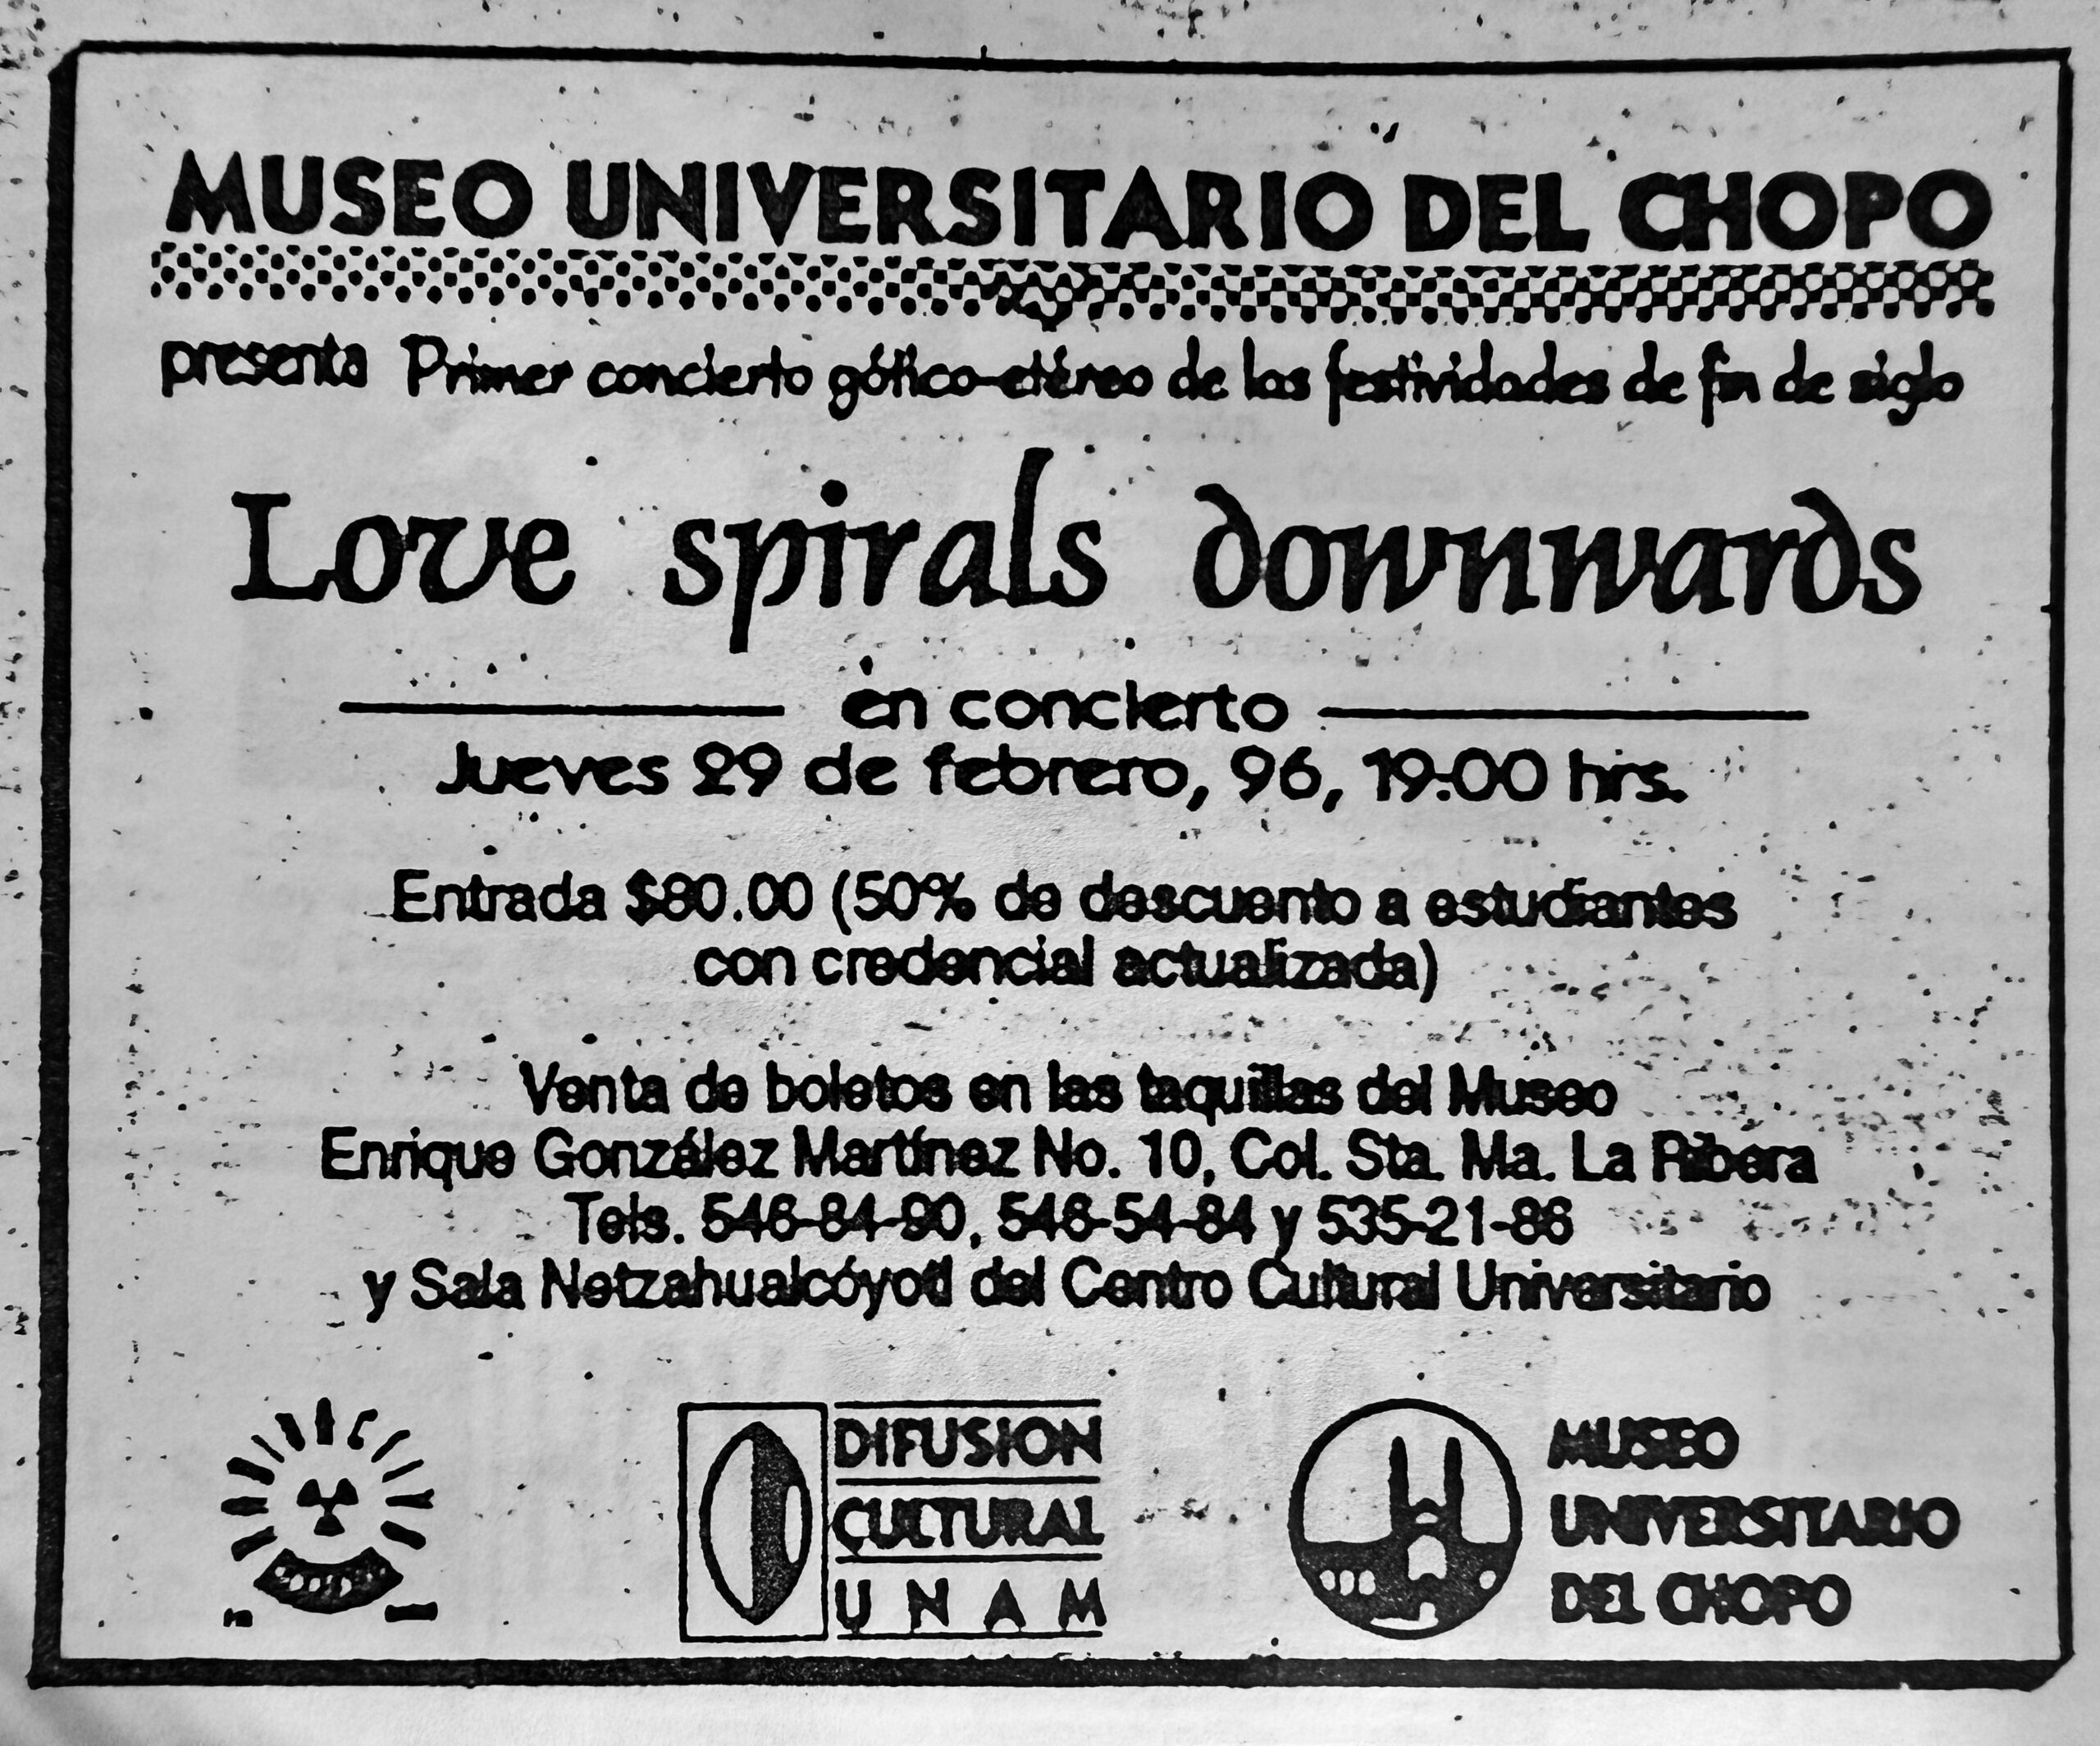 MUSEO UNIVERSITARIO DEL CHOPO
presenta Primer concierto gótico-etéreo de las festividades de fin de siglo
Love spirals downwards
en concierto
Jueves 29 de febrero, 96, 19:00 hrs.
Entrada $80.00 (50% de descuento a estudiantes
con credencial actualizada)
Venta de boletos en las taquillas del Museo
Enrique González Martínez No. 10, Col. Sta. Ma. La Ribera
Tels. 546-84-90, 546-54-84 y 535-21-86
y Sala Netzahualcóyotl del Centro Cultural Universitario
DIFUSION
CULTURAL
UNAM
MUSEO
UNIVERSITARIO
DEL CHOPO